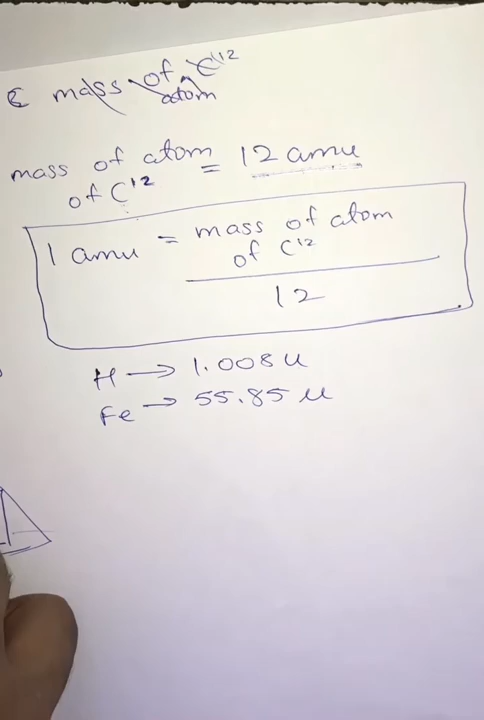 mass of C¹²
atom
mass of atom = 12 amu
of C¹²
1 amu = mass of atom
of C¹²
12
H → 1.008 u
Fe → 55.85 u